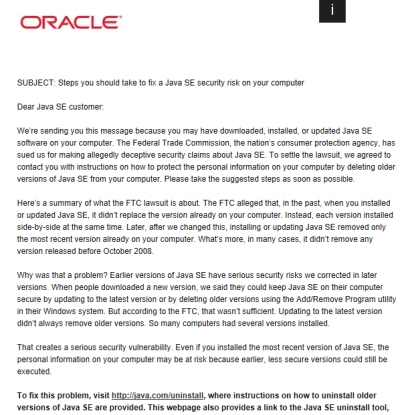 ORACLE
i
SUBJECT: Steps you should take to fix a Java SE security risk on your computer
Dear Java SE customer:
We're sending you this message because you may have downloaded, installed, or updated Java SE
software on your computer. The Federal Trade Commission, the nation's consumer protection agency, has
sued us for making allegedly deceptive security claims about Java SE. To settle the lawsuit, we agreed to
contact you with instructions on how to protect the personal information on your computer by deleting older
versions of Java SE from your computer. Please take the suggested steps as soon as possible.
Here's a summary of what the FTC lawsuit is about. The FTC alleged that, in the past, when you installed
or updated Java SE, it didn't replace the version already on your computer. Instead, each version installed
side-by-side at the same time. Later, after we changed this, installing or updating Java SE removed only
the most recent version already on your computer. What's more, in many cases, it didn't remove any
version released before October 2008.
Why was that a problem? Earlier versions of Java SE have serious security risks we corrected in later
versions. When people downloaded a new version, we said they could keep Java SE on their computer
secure by updating to the latest version or by deleting older versions using the Add/Remove Program utility
in their Windows system. But according to the FTC, that wasn't sufficient. Updating to the latest version
didn't always remove older versions. So many computers had several versions installed.
That creates a serious security vulnerability. Even if you installed the most recent version of Java SE, the
personal information on your computer may be at risk because earlier, less secure versions could still be
executed.
To fix this problem, visit http://java.com/uninstall, where instructions on how to uninstall older
versions of Java SE are provided. This webpage also provides a link to the Java SE uninstall tool,